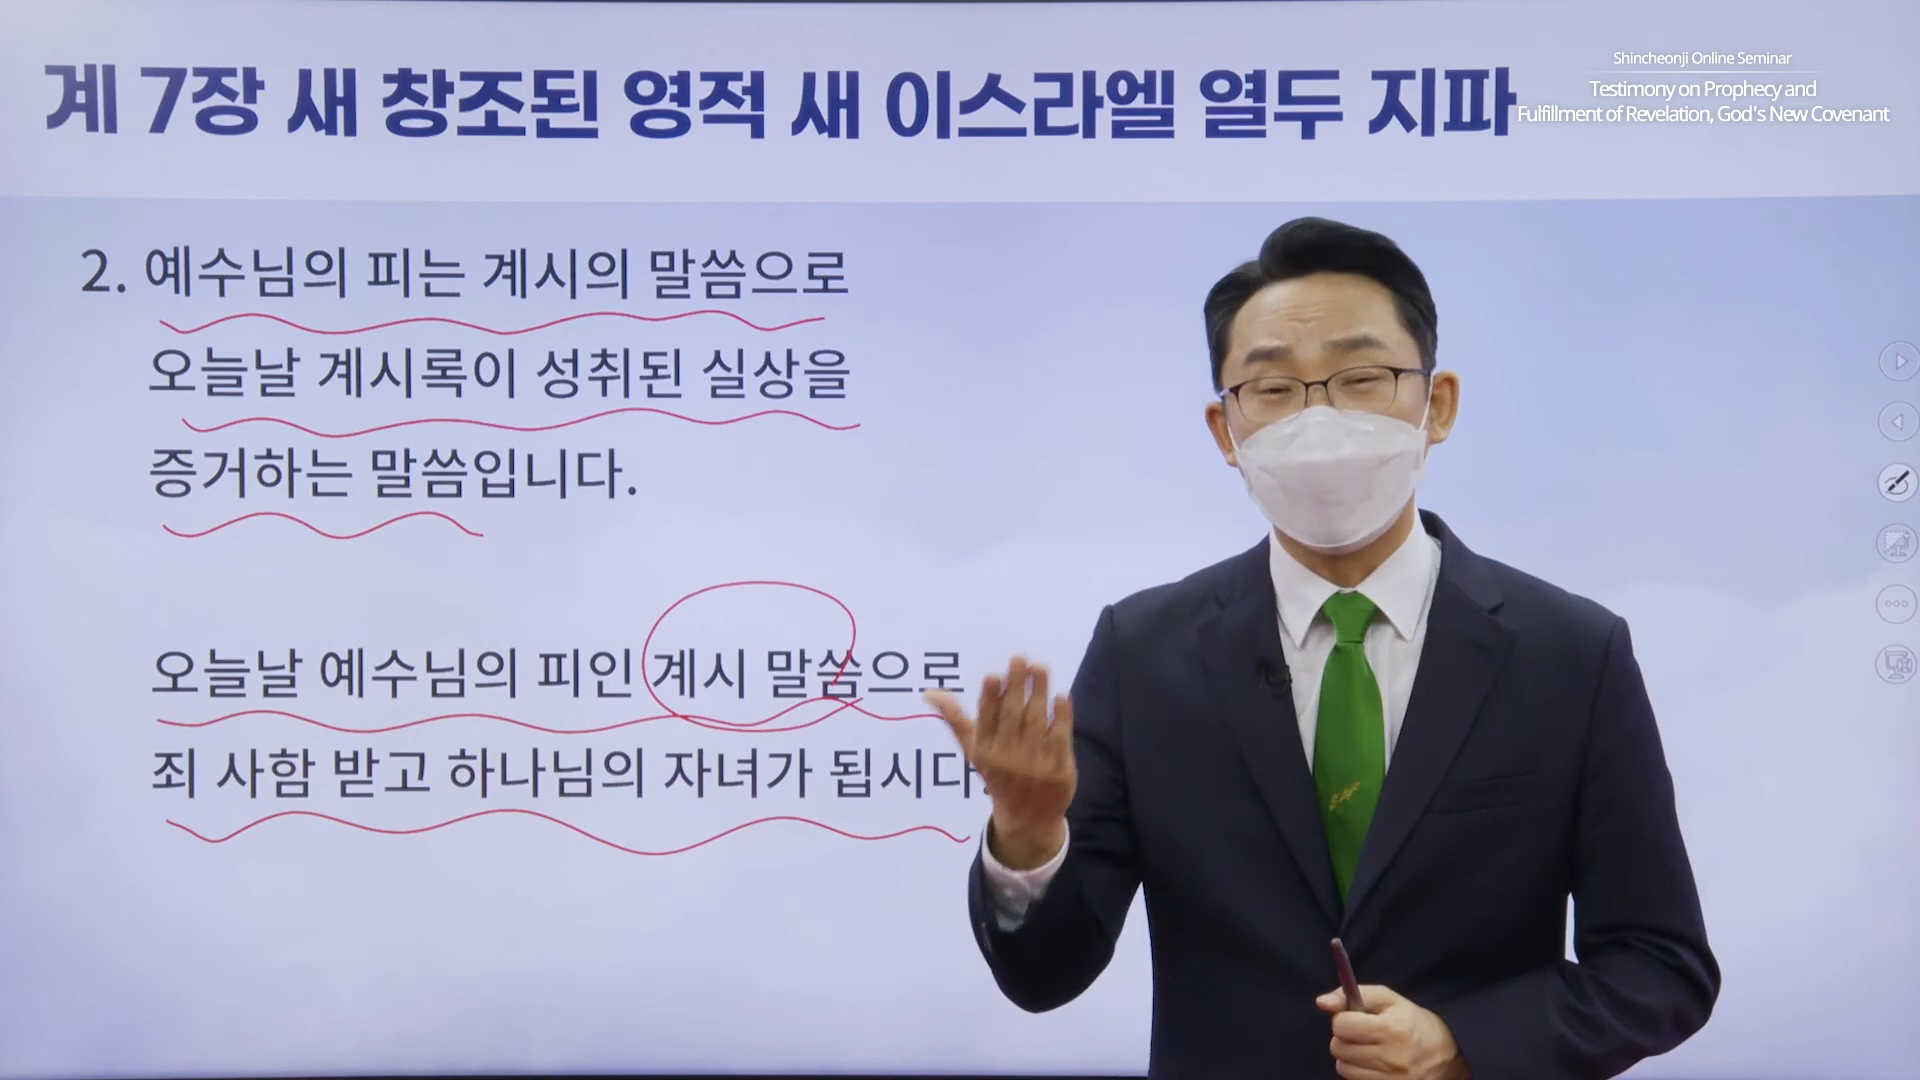 계 7장 새 창조된 영적 새 이스라엘 열두 지파
Shincheonji Online Seminar
Testimony on Prophecy and
Fulfillment of Revelation, God's New Covenant
2. 예수님의 피는 계시의 말씀으로
오늘날 계시록이 성취된 실상을
증거하는 말씀입니다.
오늘날 예수님의 피인 계시 말씀으로
죄 사함 받고 하나님의 자녀가 됩시다.